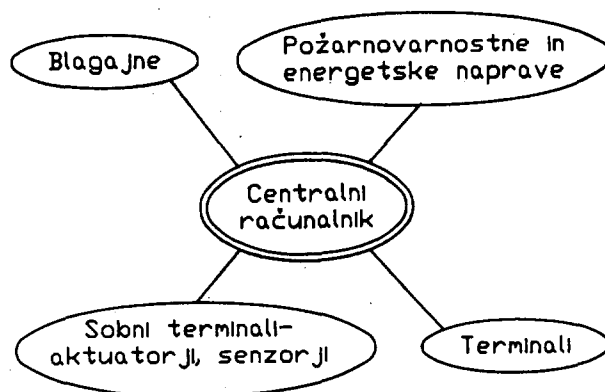 Blagajne
Požarnovarnostne in
energetske naprave
Centralni
računalnik
Sobni terminali-
aktuatorji, senzorji
Terminali